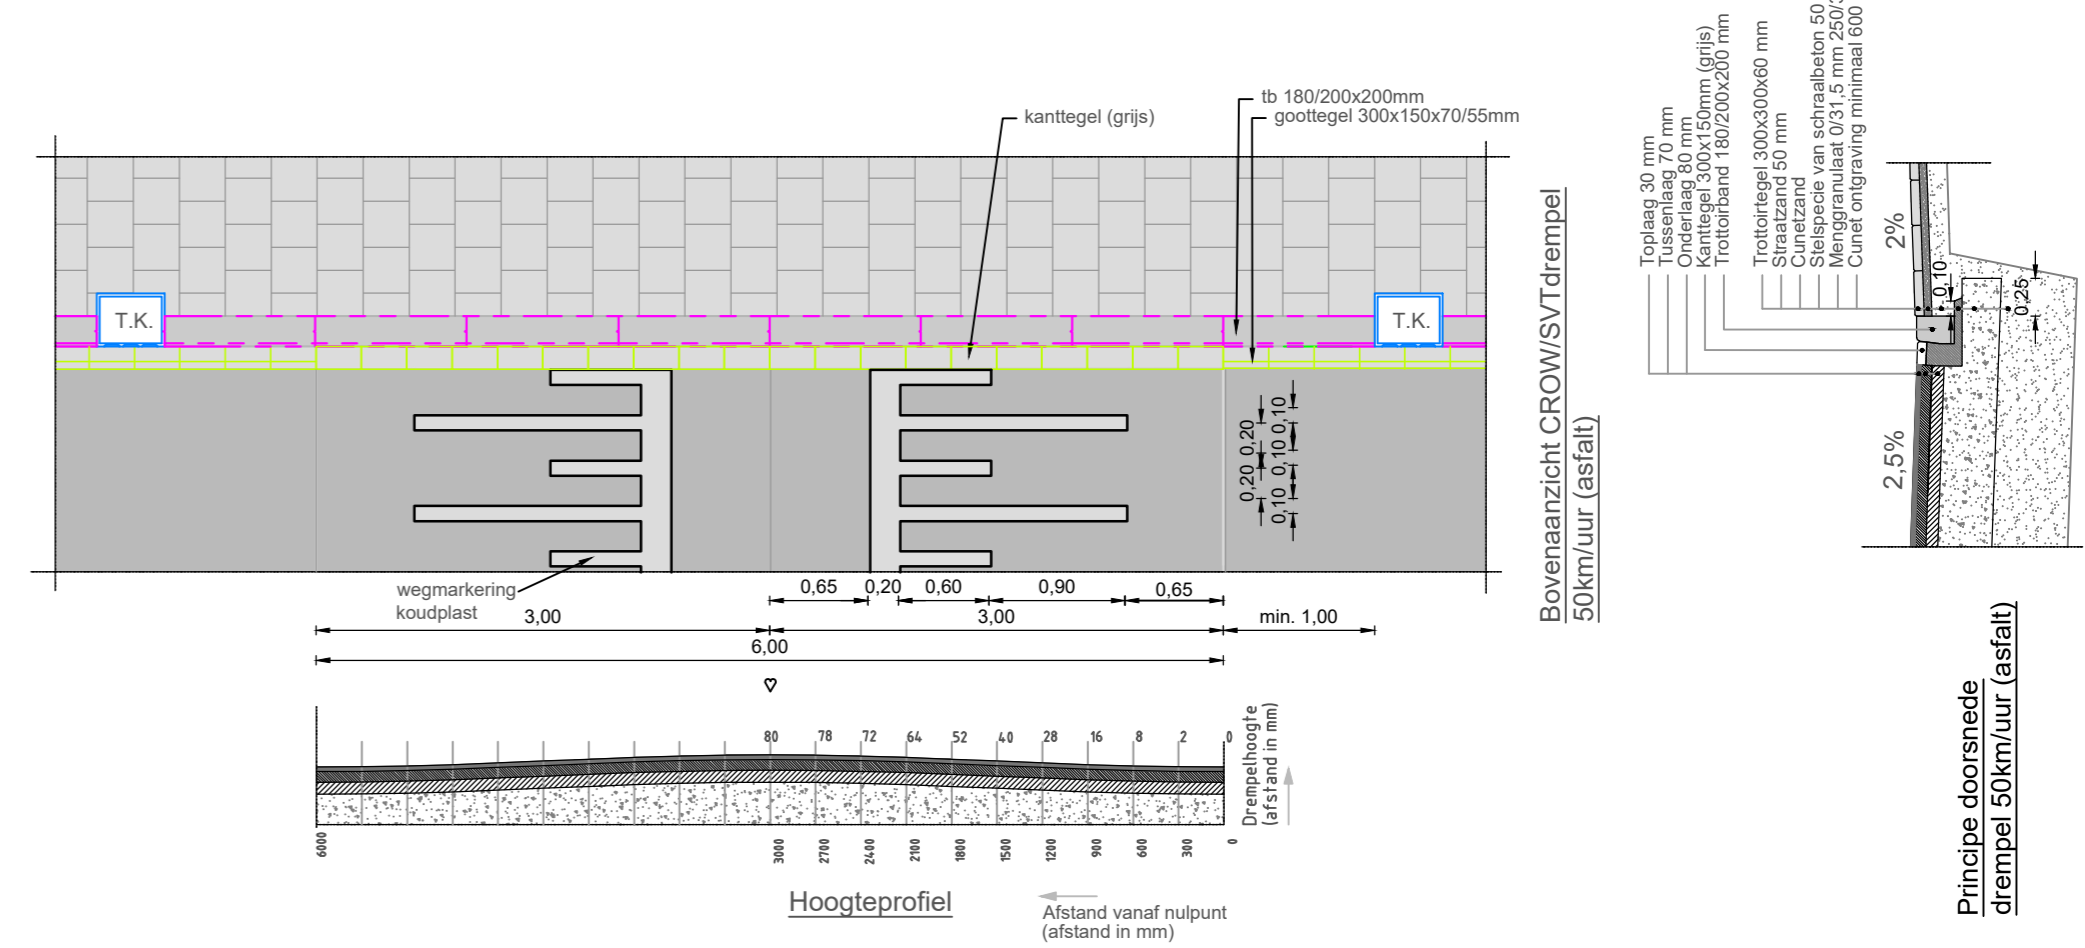 tb 180/200x200mm
goottegel 300x150x70/55mm
kanttegel (grijs)
T.K.
T.K.
0,20 0,20
0,10 0,10 0,10 0,10
wegmarkering
koudplast
0,65 0,20 0,60 0,90 0,65
3,00 3,00 min. 1,00
6,00
80 78 72 64 52 40 28 16 8 2 0
Drempelhoogte
(afstand in mm)
6000 3000 2700 2400 2100 1800 1500 1200 900 600 300 0
Hoogteprofiel
Afstand vanaf nulpunt
(afstand in mm)
Bovenaanzicht CROW/SVTdrempel
50km/uur (asfalt)
Toplaag 30 mm
Tussenlaag 70 mm
Onderlaag 80 mm
Kanttegel 300x150mm (grijs)
Trottoirband 180/200x200 mm
Trottoirtegel 300x300x60 mm
Straatzand 50 mm
Cunetzand
Stelspecie van schraalbeton 50
Menggranulaat 0/31,5 mm
Cunet ontgraving minimaal 600
2%
0,10
0,25
2,5%
Principe doorsnede
drempel 50km/uur (asfalt)